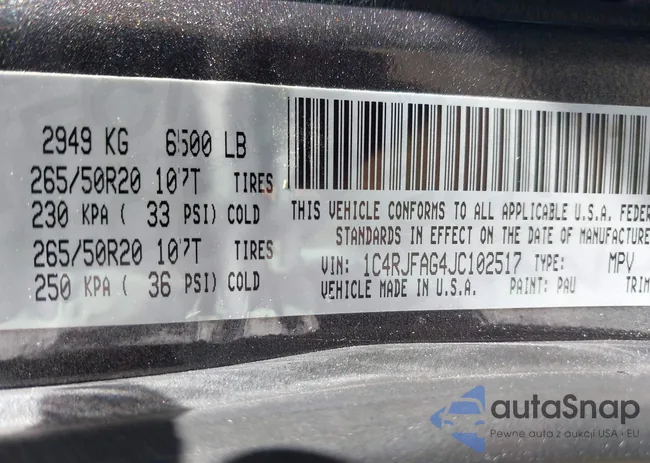 2949 KG 6500 LB
265/50R20 107T TIRES
230 KPA ( 33 PSI) COLD
265/50R20 107T TIRES
250 KPA ( 36 PSI) COLD
THIS VEHICLE CONFORMS TO ALL APPLICABLE U.S.A. FEDER
STANDARDS IN EFFECT ON THE DATE OF MANUFACTURE
VIN: 1C4RJFAG4JC102517 TYPE: MPV
VEHICLE MADE IN U.S.A. PAINT: PAU TRIM
autaSnap
Pewne auta z aukcji USA - EU